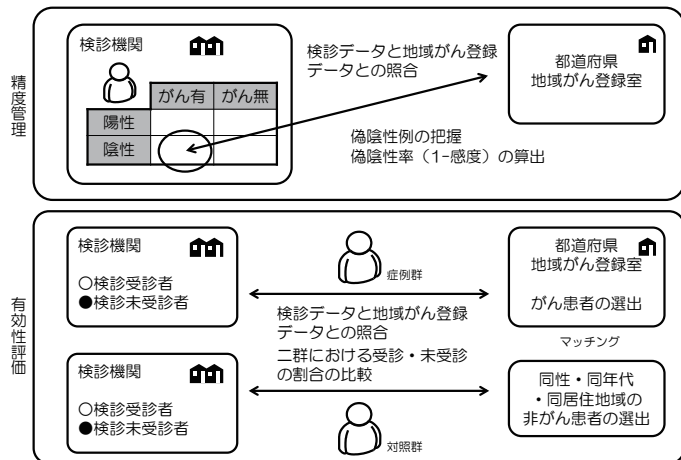 精度管理
検診機関
がん有 がん無
陽性
陰性
検診データと地域がん登録
データとの照合
偽陰性例の把握
偽陰性率（1-感度）の算出
都道府県
地域がん登録室
有効性評価
検診機関
○検診受診者
●検診未受診者
症例群
検診データと地域がん登録
データとの照合
二群における受診・未受診
の割合の比較
都道府県
地域がん登録室
がん患者の選出
マッチング
検診機関
○検診受診者
●検診未受診者
対照群
同性・同年代
・同居住地域の
非がん患者の選出